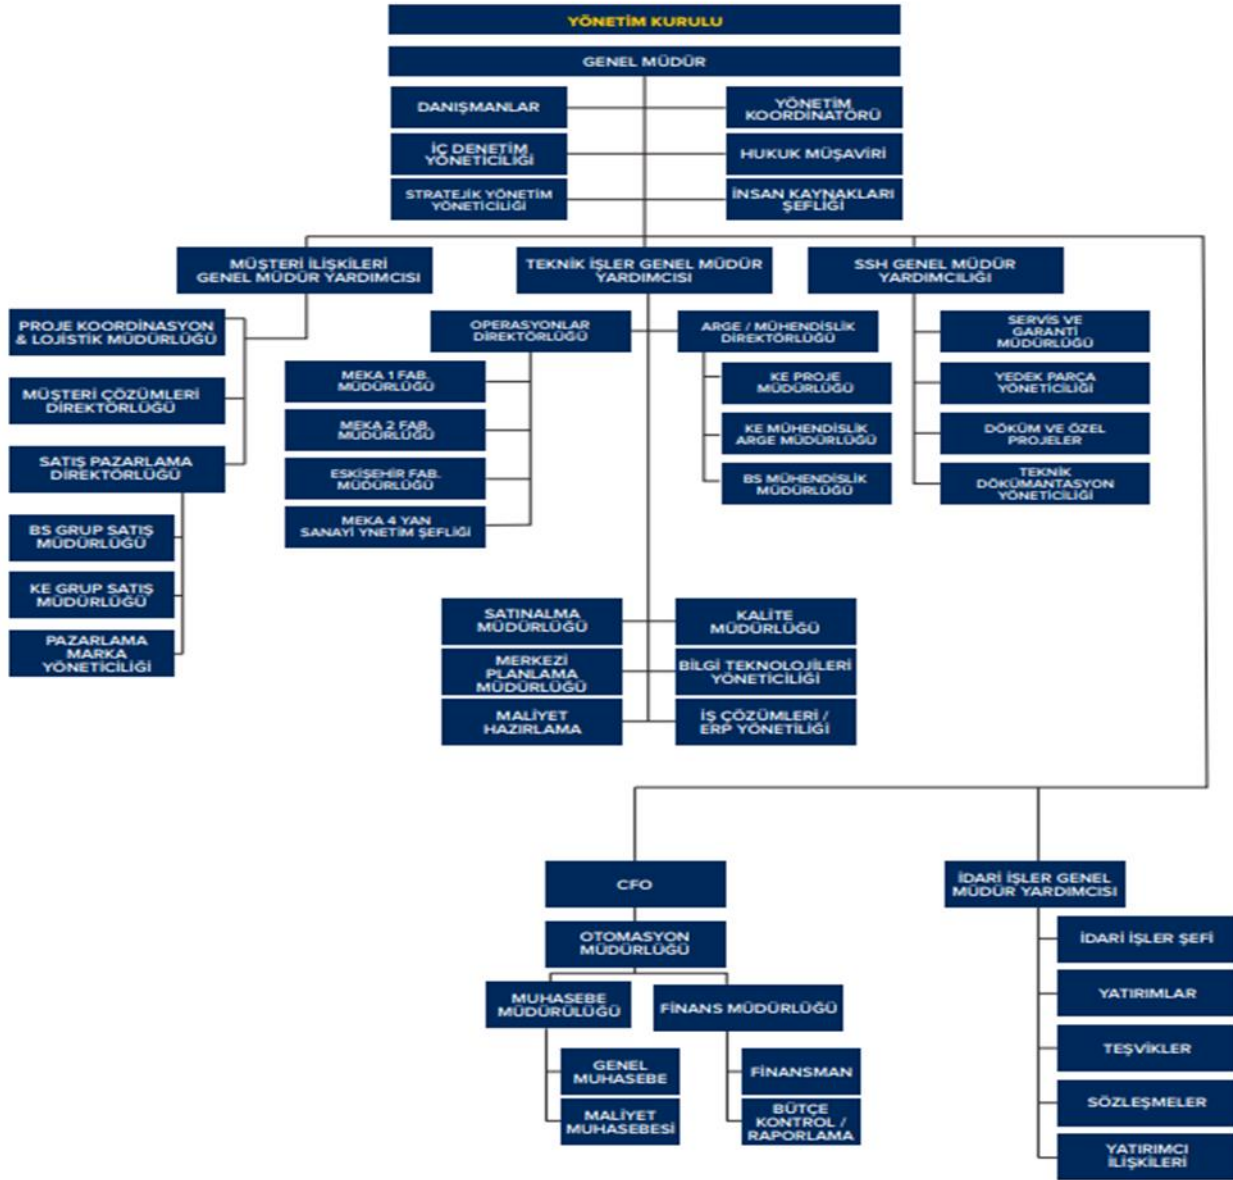 YÖNETİM KURULU
GENEL MÜDÜR
DANIŞMANLAR
YÖNETİM
KOORDİNATÖRÜ
İÇ DENETİM
YÖNETİCİLİĞİ
HUKUK MÜŞAVİRİ
STRATEJİK YÖNETİM
YÖNETİCİLİĞİ
İNSAN KAYNAKLARI
ŞEFLİĞİ
MÜŞTERİ İLİŞKİLERİ
GENEL MÜDÜR YARDIMCISI
TEKNİK İŞLER GENEL MÜDÜR
YARDIMCISI
SSH GENEL MÜDÜR
YARDIMCILIĞI
PROJE KOORDİNASYON
& LOJİSTİK MÜDÜRLÜĞÜ
MÜŞTERİ ÇÖZÜMLERİ
DİREKTÖRLÜĞÜ
SATIŞ PAZARLAMA
DİREKTÖRLÜĞÜ
BS GRUP SATIŞ
MÜDÜRLÜĞÜ
KE GRUP SATIŞ
MÜDÜRLÜĞÜ
PAZARLAMA
MARKA
YÖNETİCİLİĞİ
OPERASYONLAR
DİREKTÖRLÜĞÜ
MEKA 1 FAB.
MÜDÜRLÜĞÜ
MEKA 2 FAB.
MÜDÜRLÜĞÜ
ESKİŞEHİR FAB.
MÜDÜRLÜĞÜ
MEKA 4 YAN
SANAYİ YNETİM ŞEFLİĞİ
ARGE / MÜHENDİSLİK
DİREKTÖRLÜĞÜ
KE PROJE
MÜDÜRLÜĞÜ
KE MÜHENDİSLİK
ARGE MÜDÜRLÜĞÜ
BS MÜHENDİSLİK
MÜDÜRLÜĞÜ
SERVİS VE
GARANTİ
MÜDÜRLÜĞÜ
YEDEK PARÇA
YÖNETİCİLİĞİ
DÖKÜM VE ÖZEL
PROJELER
TEKNİK
DÖKÜMANTASYON
YÖNETİCİLİĞİ
SATINALMA
MÜDÜRLÜĞÜ
KALİTE
MÜDÜRLÜĞÜ
MERKEZİ
PLANLAMA
MÜDÜRLÜĞÜ
BİLGİ TEKNOLOJİLERİ
YÖNETİCİLİĞİ
MALİYET
HAZIRLAMA
İŞ ÇÖZÜMLERİ /
ERP YÖNETİLİĞİ
CFO
OTOMASYON
MÜDÜRLÜĞÜ
MUHASEBE
MÜDÜRÜLÜĞÜ
FİNANS MÜDÜRLÜĞÜ
GENEL
MUHASEBE
MALİYET
MUHASEBESİ
FİNANSMAN
BÜTÇE
KONTROL /
RAPORLAMA
İDARİ İŞLER GENEL
MÜDÜR YARDIMCISI
İDARİ İŞLER ŞEFİ
YATIRIMLAR
TEŞVİKLER
SÖZLEŞMELER
YATIRIMCI
İLİŞKİLERİ